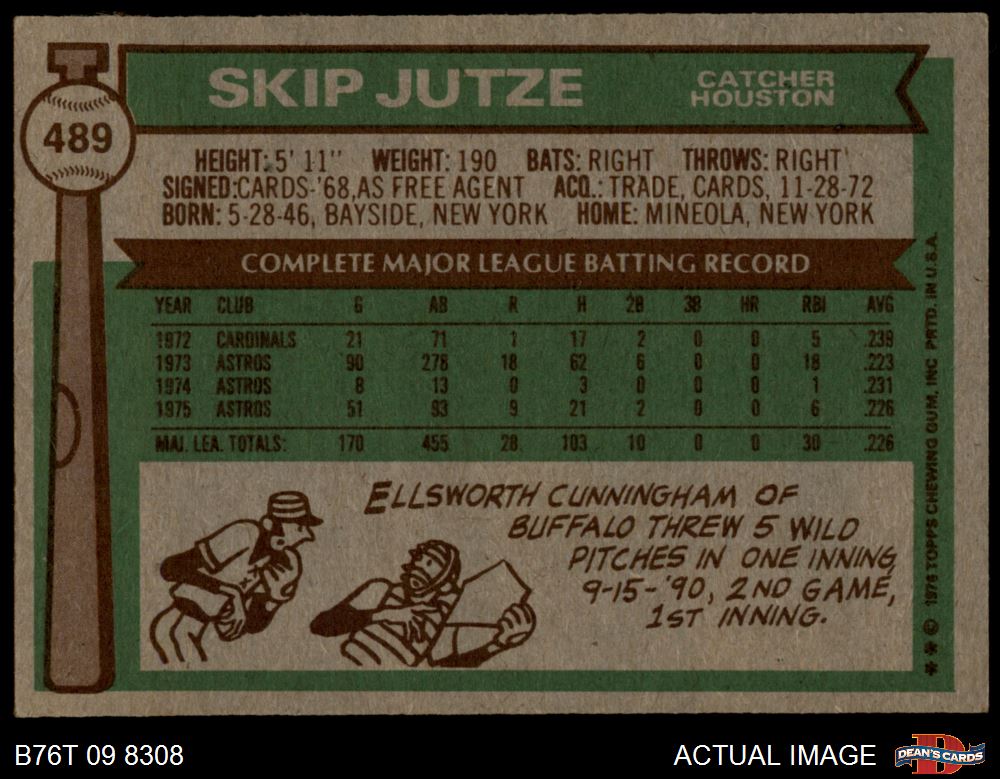 489
SKIP JUTZE
CATCHER
HOUSTON
HEIGHT: 5' 11" WEIGHT: 190 BATS: RIGHT THROWS: RIGHT
SIGNED: CARDS-'68, AS FREE AGENT ACQ.: TRADE, CARDS, 11-28-72
BORN: 5-28-46, BAYSIDE, NEW YORK HOME: MINEOLA, NEW YORK
COMPLETE MAJOR LEAGUE BATTING RECORD
YEAR CLUB G AB R H 2B 3B HR RBI AVG
1972 CARDINALS 21 71 1 17 2 0 0 5 .239
1973 ASTROS 90 278 18 62 6 0 0 18 .223
1974 ASTROS 8 13 0 3 0 0 0 1 .231
1975 ASTROS 51 93 9 21 2 0 0 6 .226
MAJ. LEA. TOTALS: 170 455 28 103 10 0 0 30 .226
ELLSWORTH CUNNINGHAM OF
BUFFALO THREW 5 WILD
PITCHES IN ONE INNING,
9-15-'90, 2ND GAME,
1ST INNING.
* * © 1976 TOPPS CHEWING GUM, INC PRTD. IN U.S.A.
B76T 09 8308
ACTUAL IMAGE
D
DEAN'S CARDS